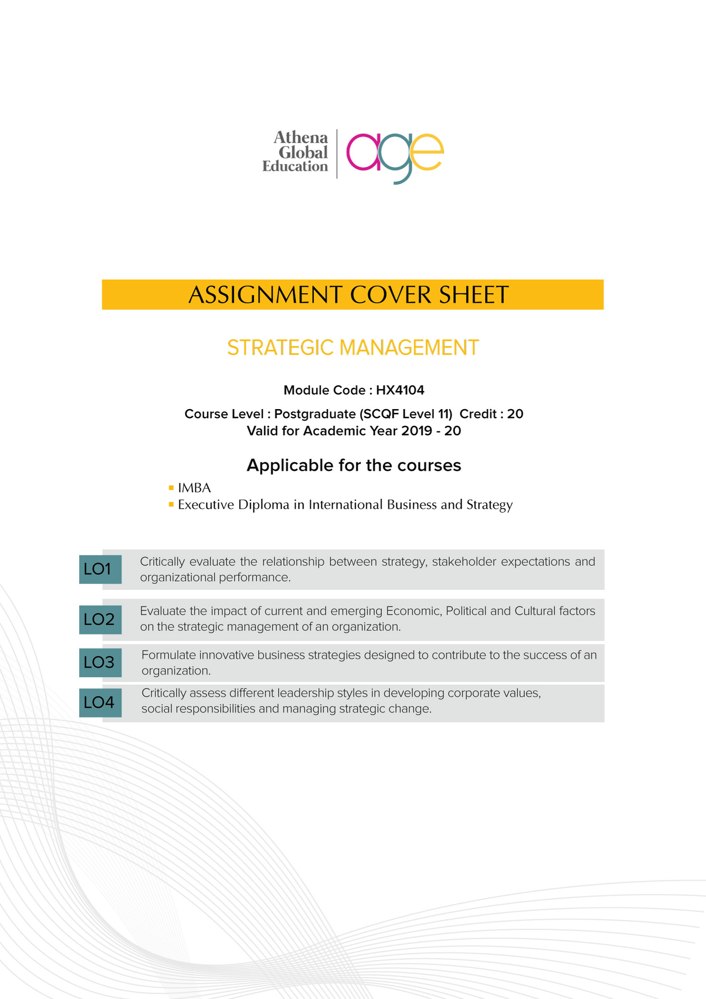 Athena
Global
Education
age
ASSIGNMENT COVER SHEET
STRATEGIC MANAGEMENT
Module Code : HX4104
Course Level : Postgraduate (SCQF Level 11)  Credit : 20
Valid for Academic Year 2019 - 20
Applicable for the courses
IMBA
Executive Diploma in International Business and Strategy
LO1
Critically evaluate the relationship between strategy, stakeholder expectations and
organizational performance.
LO2
Evaluate the impact of current and emerging Economic, Political and Cultural factors
on the strategic management of an organization.
LO3
Formulate innovative business strategies designed to contribute to the success of an
organization.
LO4
Critically assess different leadership styles in developing corporate values,
social responsibilities and managing strategic change.